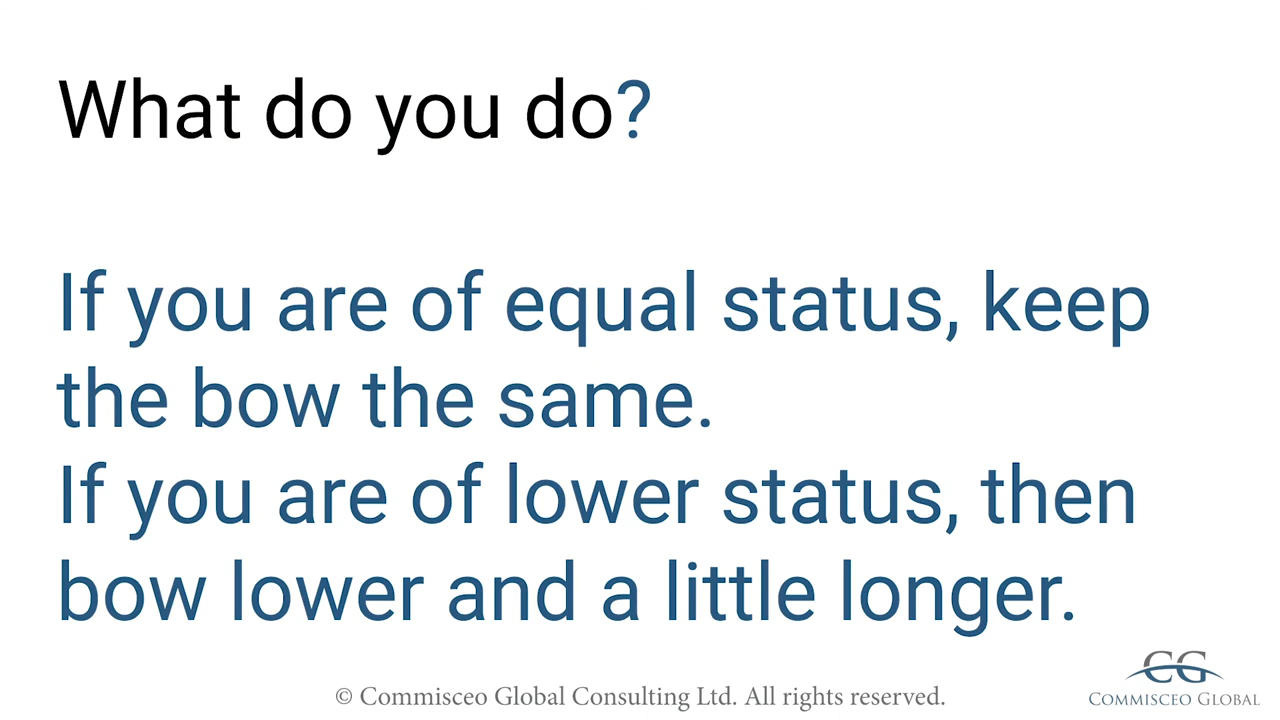 What do you do?
If you are of equal status, keep
the bow the same.
If you are of lower status, then
bow lower and a little longer.
© Commisceo Global Consulting Ltd. All rights reserved.
CG
COMMISCEO GLOBAL